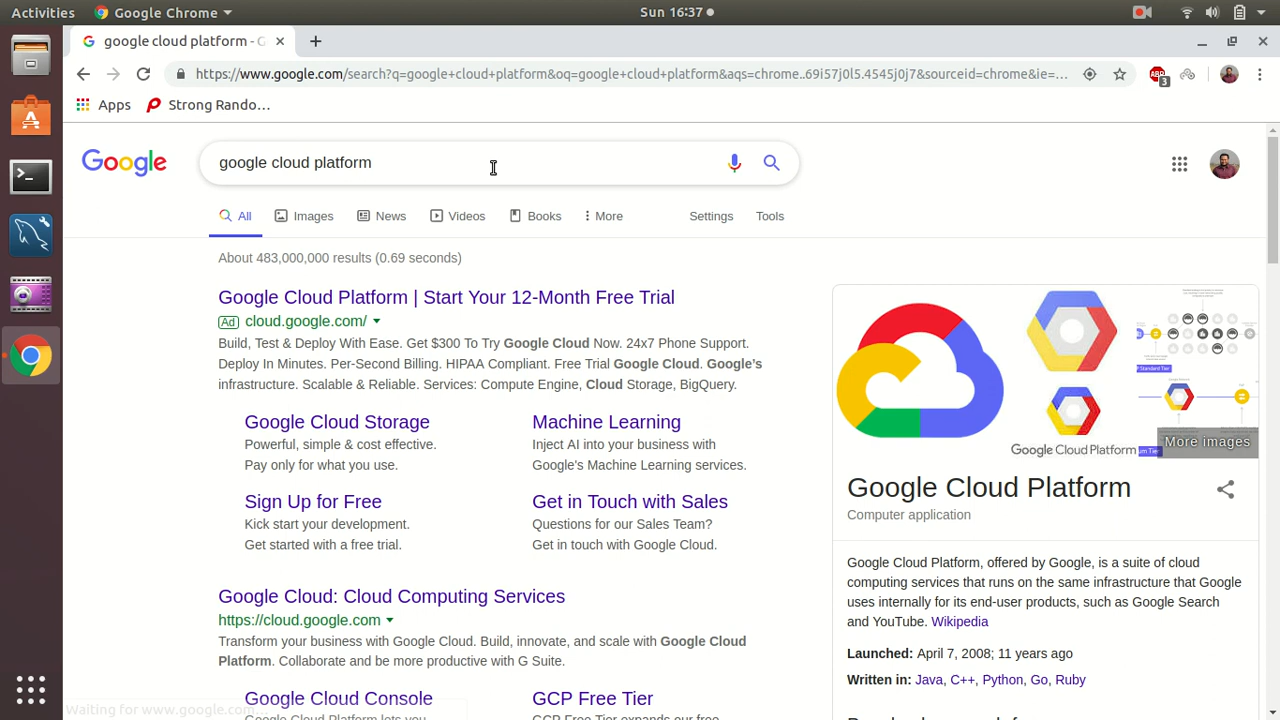 Activities
Google Chrome
Sun 16:37
google cloud platform - G
https://www.google.com/search?q=google+cloud+platform&oq=google+cloud+platform&aqs=chrome..69i57j0l5.4545j0j7&sourceid=chrome&ie=...
3
Apps
Strong Rando...
Google
google cloud platform
All
Images
News
Videos
Books
More
Settings
Tools
About 483,000,000 results (0.69 seconds)
Google Cloud Platform | Start Your 12-Month Free Trial
Ad cloud.google.com/
Build, Test & Deploy With Ease. Get $300 To Try Google Cloud Now. 24x7 Phone Support.
Deploy In Minutes. Per-Second Billing. HIPAA Compliant. Free Trial Google Cloud. Google's
infrastructure. Scalable & Reliable. Services: Compute Engine, Cloud Storage, BigQuery.
Google Cloud Storage
Powerful, simple & cost effective.
Pay only for what you use.
Machine Learning
Inject AI into your business with
Google's Machine Learning services.
Sign Up for Free
Kick start your development.
Get started with a free trial.
Get in Touch with Sales
Questions for our Sales Team?
Get in touch with Google Cloud.
Google Cloud: Cloud Computing Services
https://cloud.google.com
Transform your business with Google Cloud. Build, innovate, and scale with Google Cloud
Platform. Collaborate and be more productive with G Suite.
Google Cloud Console
Google Cloud Platform lets you
GCP Free Tier
GCP Free Tier expands our free
Waiting for www.google.com...
Google Cloud Platform
More images
Google Cloud Platform
Computer application
Google Cloud Platform, offered by Google, is a suite of cloud
computing services that runs on the same infrastructure that Google
uses internally for its end-user products, such as Google Search
and YouTube. Wikipedia
Launched: April 7, 2008; 11 years ago
Written in: Java, C++, Python, Go, Ruby